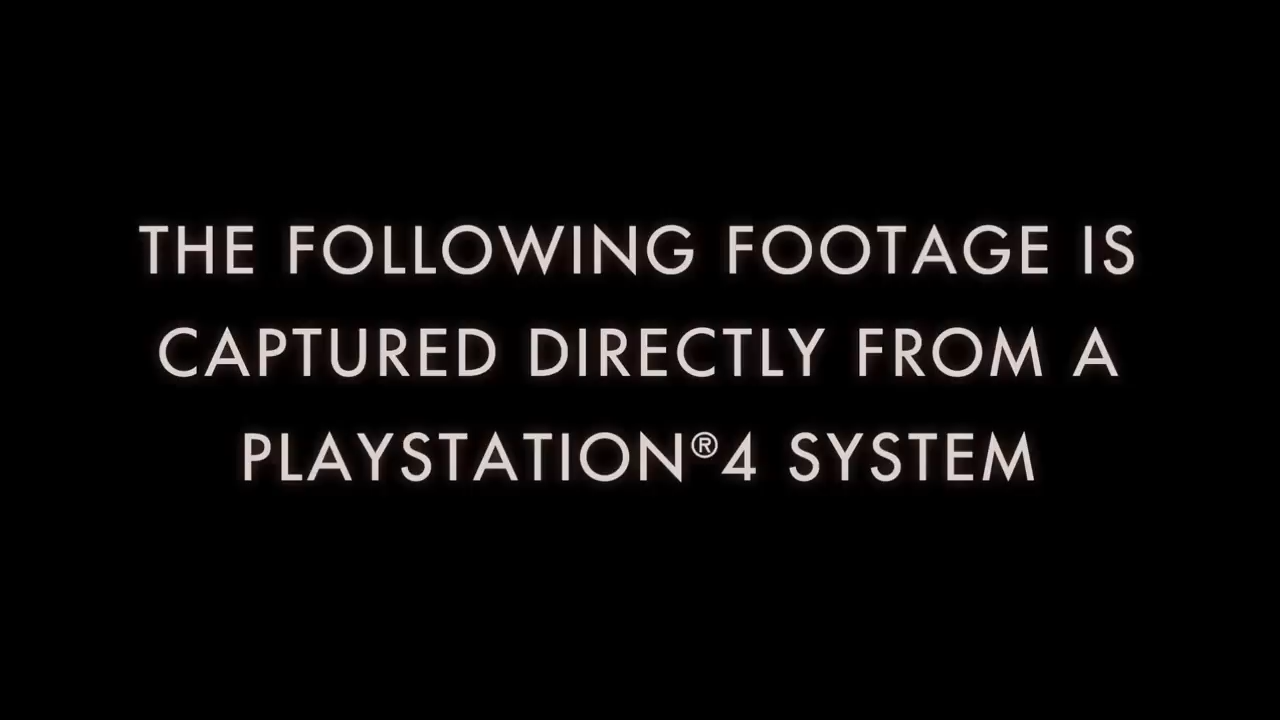 THE FOLLOWING FOOTAGE IS
CAPTURED DIRECTLY FROM A
PLAYSTATION®4 SYSTEM